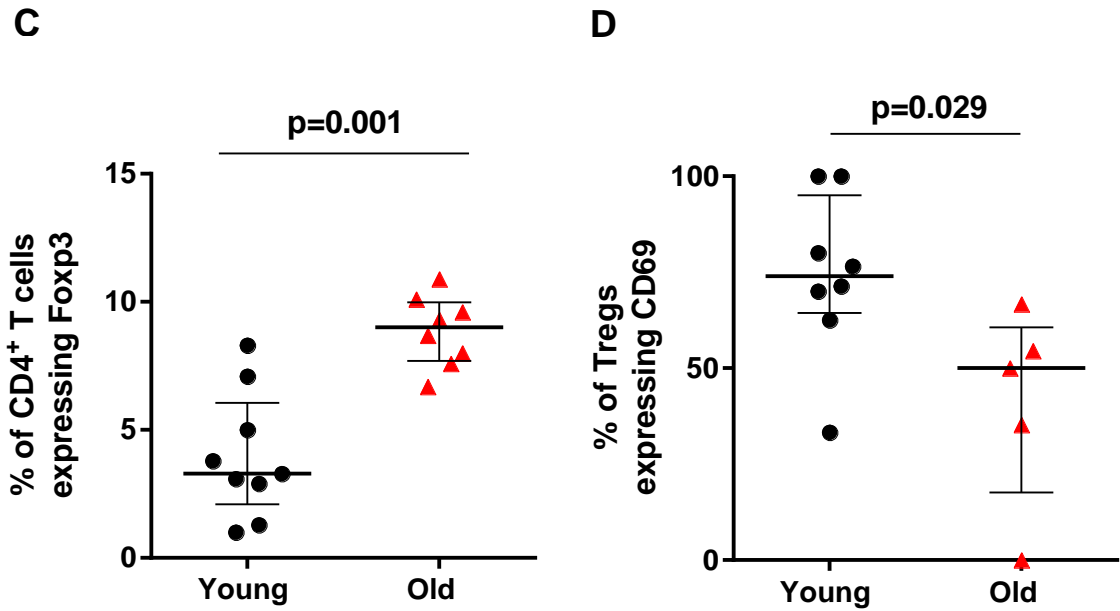 C
p=0.001
% of CD4⁺ T cells
expressing Foxp3
15
10
5
0
Young Old
D
p=0.029
% of Tregs
expressing CD69
100
50
0
Young Old